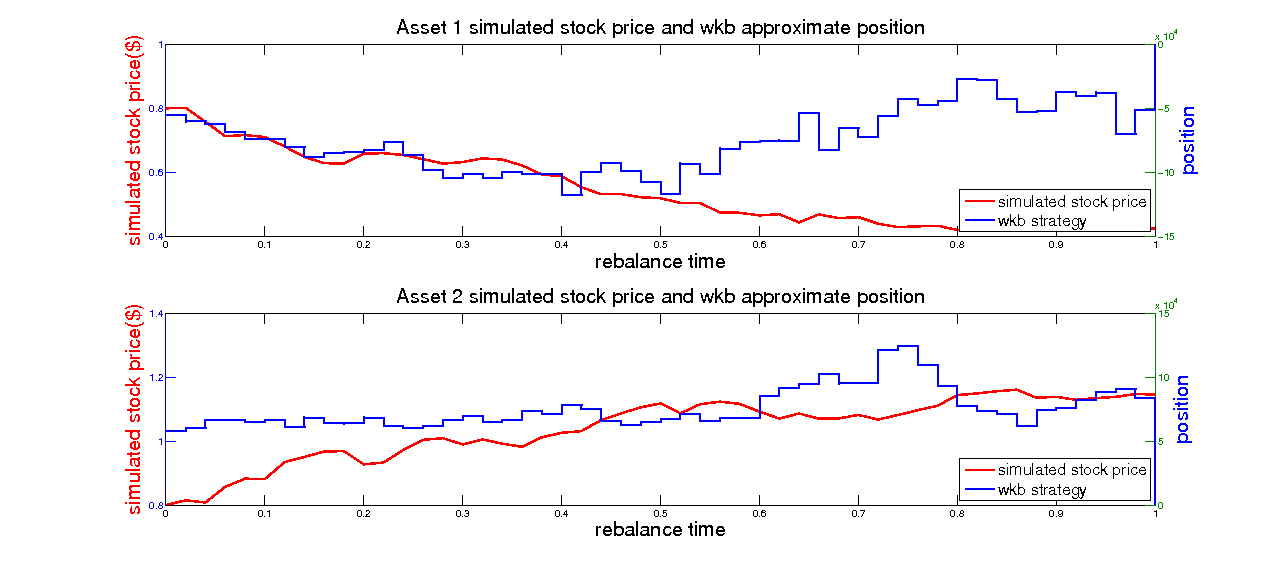 Asset 1 simulated stock price and wkb approximate position
x 10^4
simulated stock price($)
1
0.8
0.6
0.4
0
-5
-10
-15
position
simulated stock price
wkb strategy
0 0.1 0.2 0.3 0.4 0.5 0.6 0.7 0.8 0.9 1
rebalance time
Asset 2 simulated stock price and wkb approximate position
x 10^4
simulated stock price($)
1.4
1.2
1
0.8
15
10
5
0
position
simulated stock price
wkb strategy
0 0.1 0.2 0.3 0.4 0.5 0.6 0.7 0.8 0.9 1
rebalance time